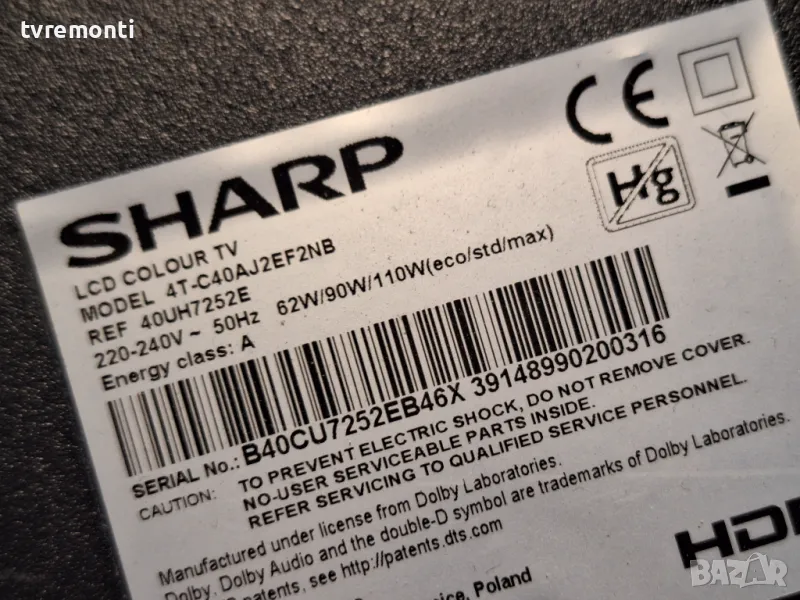 tvremonti
SHARP
LCD COLOUR TV
MODEL 4T-C40AJ2EF2NB
REF 40UH7252E
220-240V ~ 50Hz 62W/90W/110W(eco/std/max)
Energy class: A
CE
Hg
SERIAL No.: B40CU7252EB46X 39148990200316
CAUTION: TO PREVENT ELECTRIC SHOCK, DO NOT REMOVE COVER.
NO-USER SERVICEABLE PARTS INSIDE.
REFER SERVICING TO QUALIFIED SERVICE PERSONNEL.
Manufactured under license from Dolby Laboratories.
Dolby, Dolby Audio and the double-D symbol are trademarks of Dolby Laboratories.
patents, see http://patents.dts.com
Poland
BAZAR